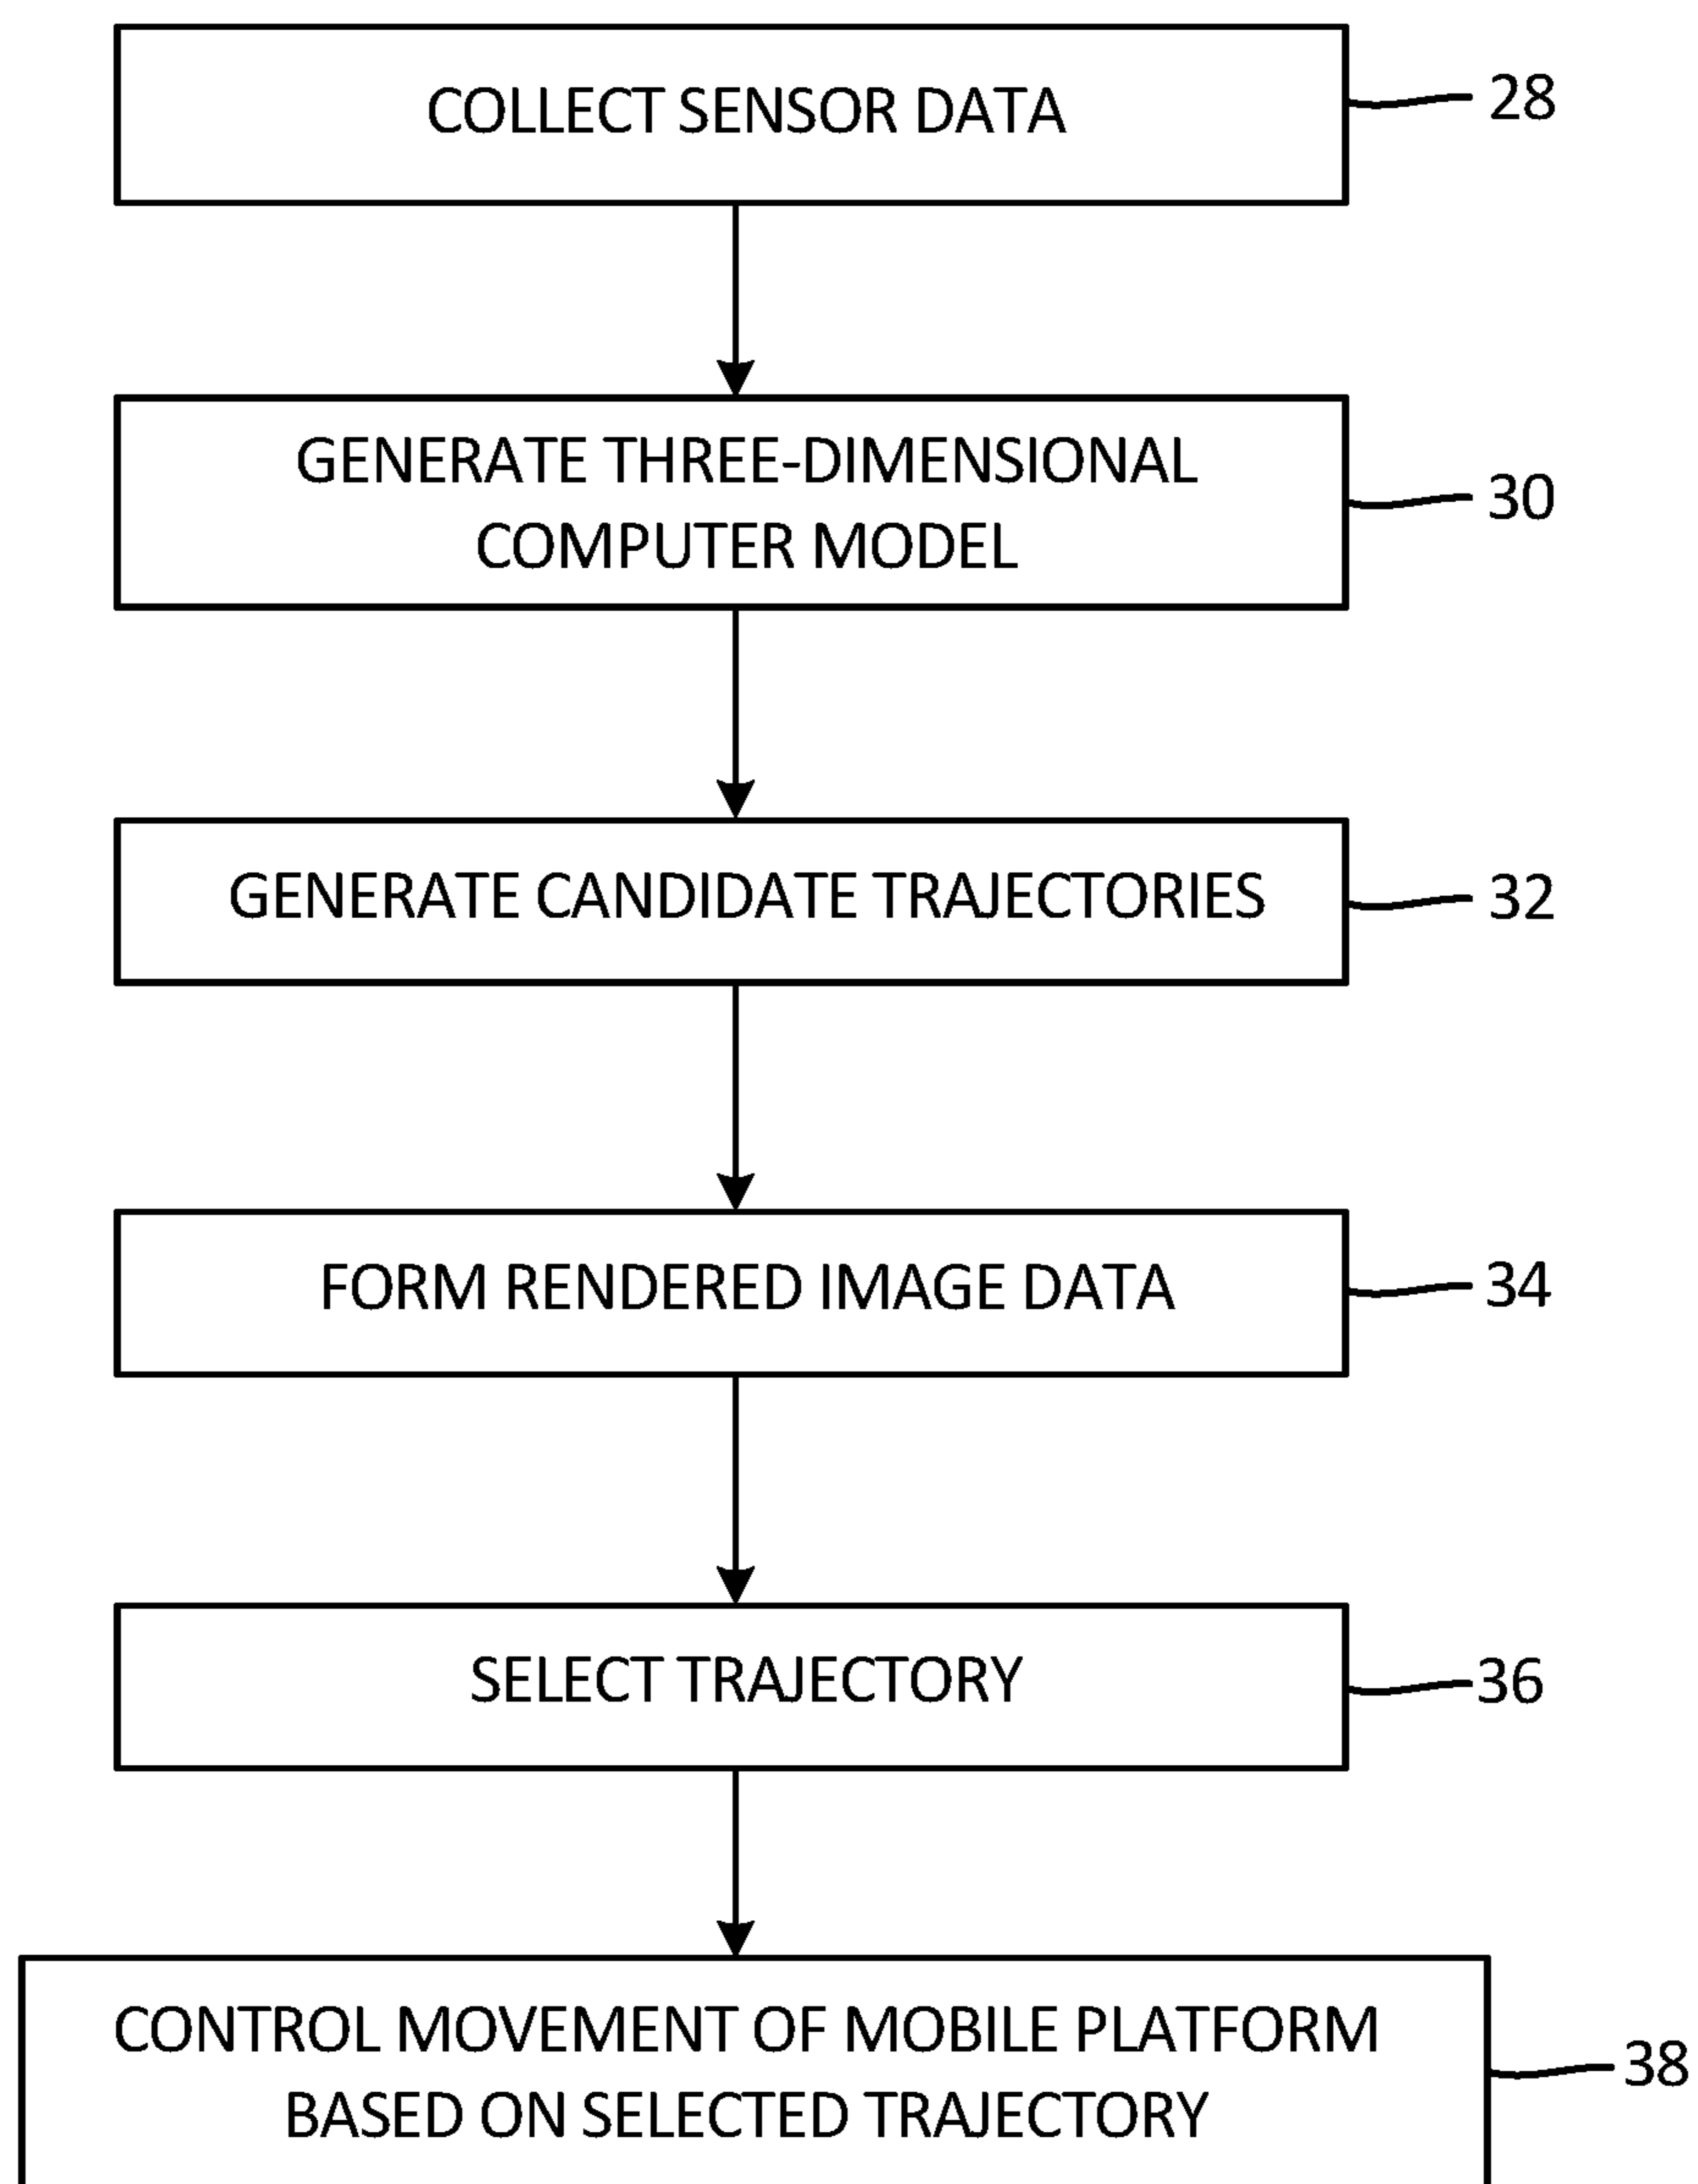 COLLECT SENSOR DATA
28
GENERATE THREE-DIMENSIONAL
COMPUTER MODEL
30
GENERATE CANDIDATE TRAJECTORIES
32
FORM RENDERED IMAGE DATA
34
SELECT TRAJECTORY
36
CONTROL MOVEMENT OF MOBILE PLATFORM
BASED ON SELECTED TRAJECTORY
38